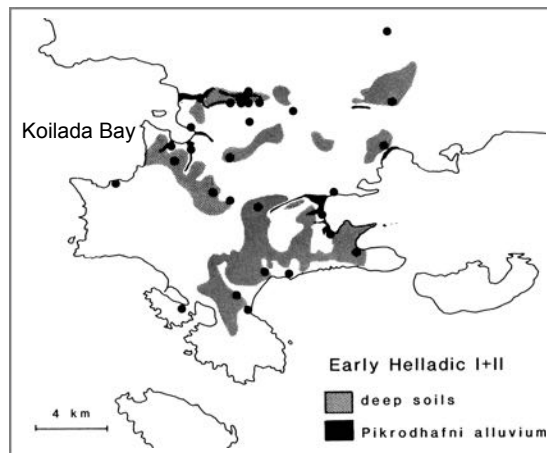 Koilada Bay
Early Helladic I+II
deep soils
4 km
Pikrodhafni alluvium